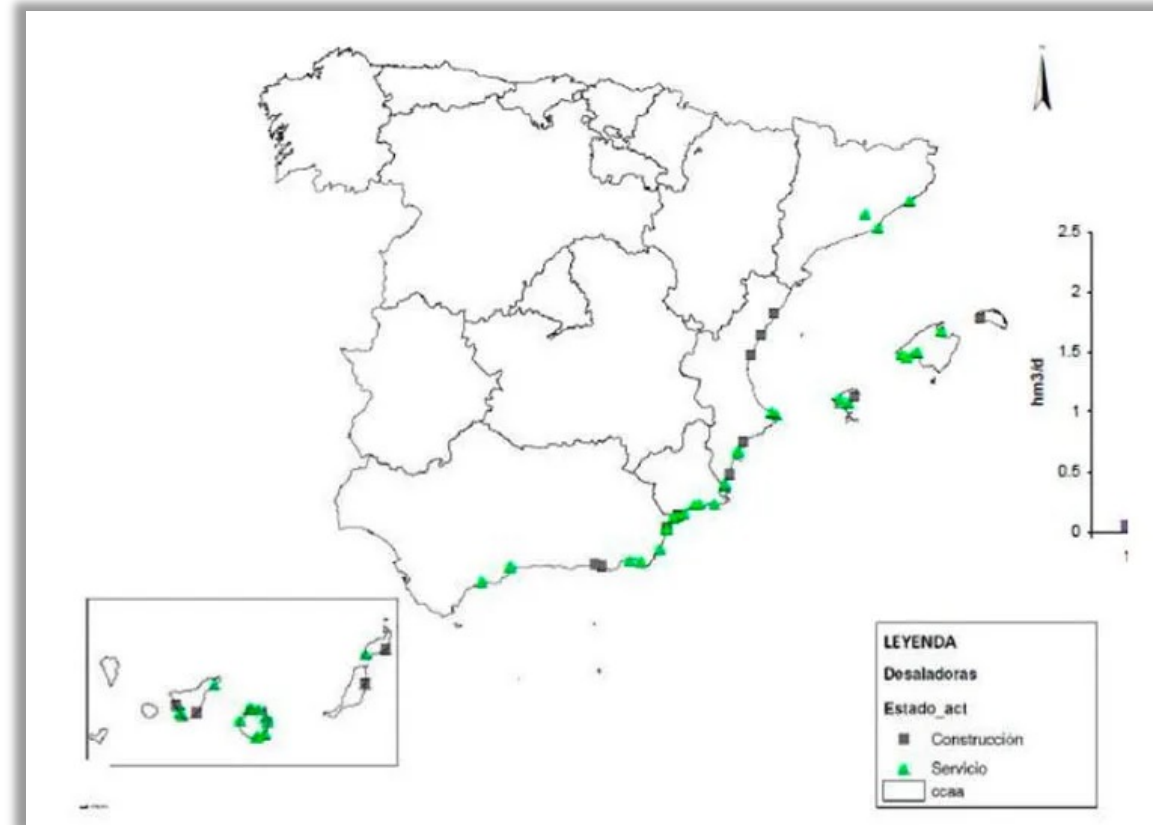 2.5
2
1.5
1
0.5
0
hm3/d
1
LEYENDA
Desaladoras
Estado_act
Construcción
Servicio
ccaa